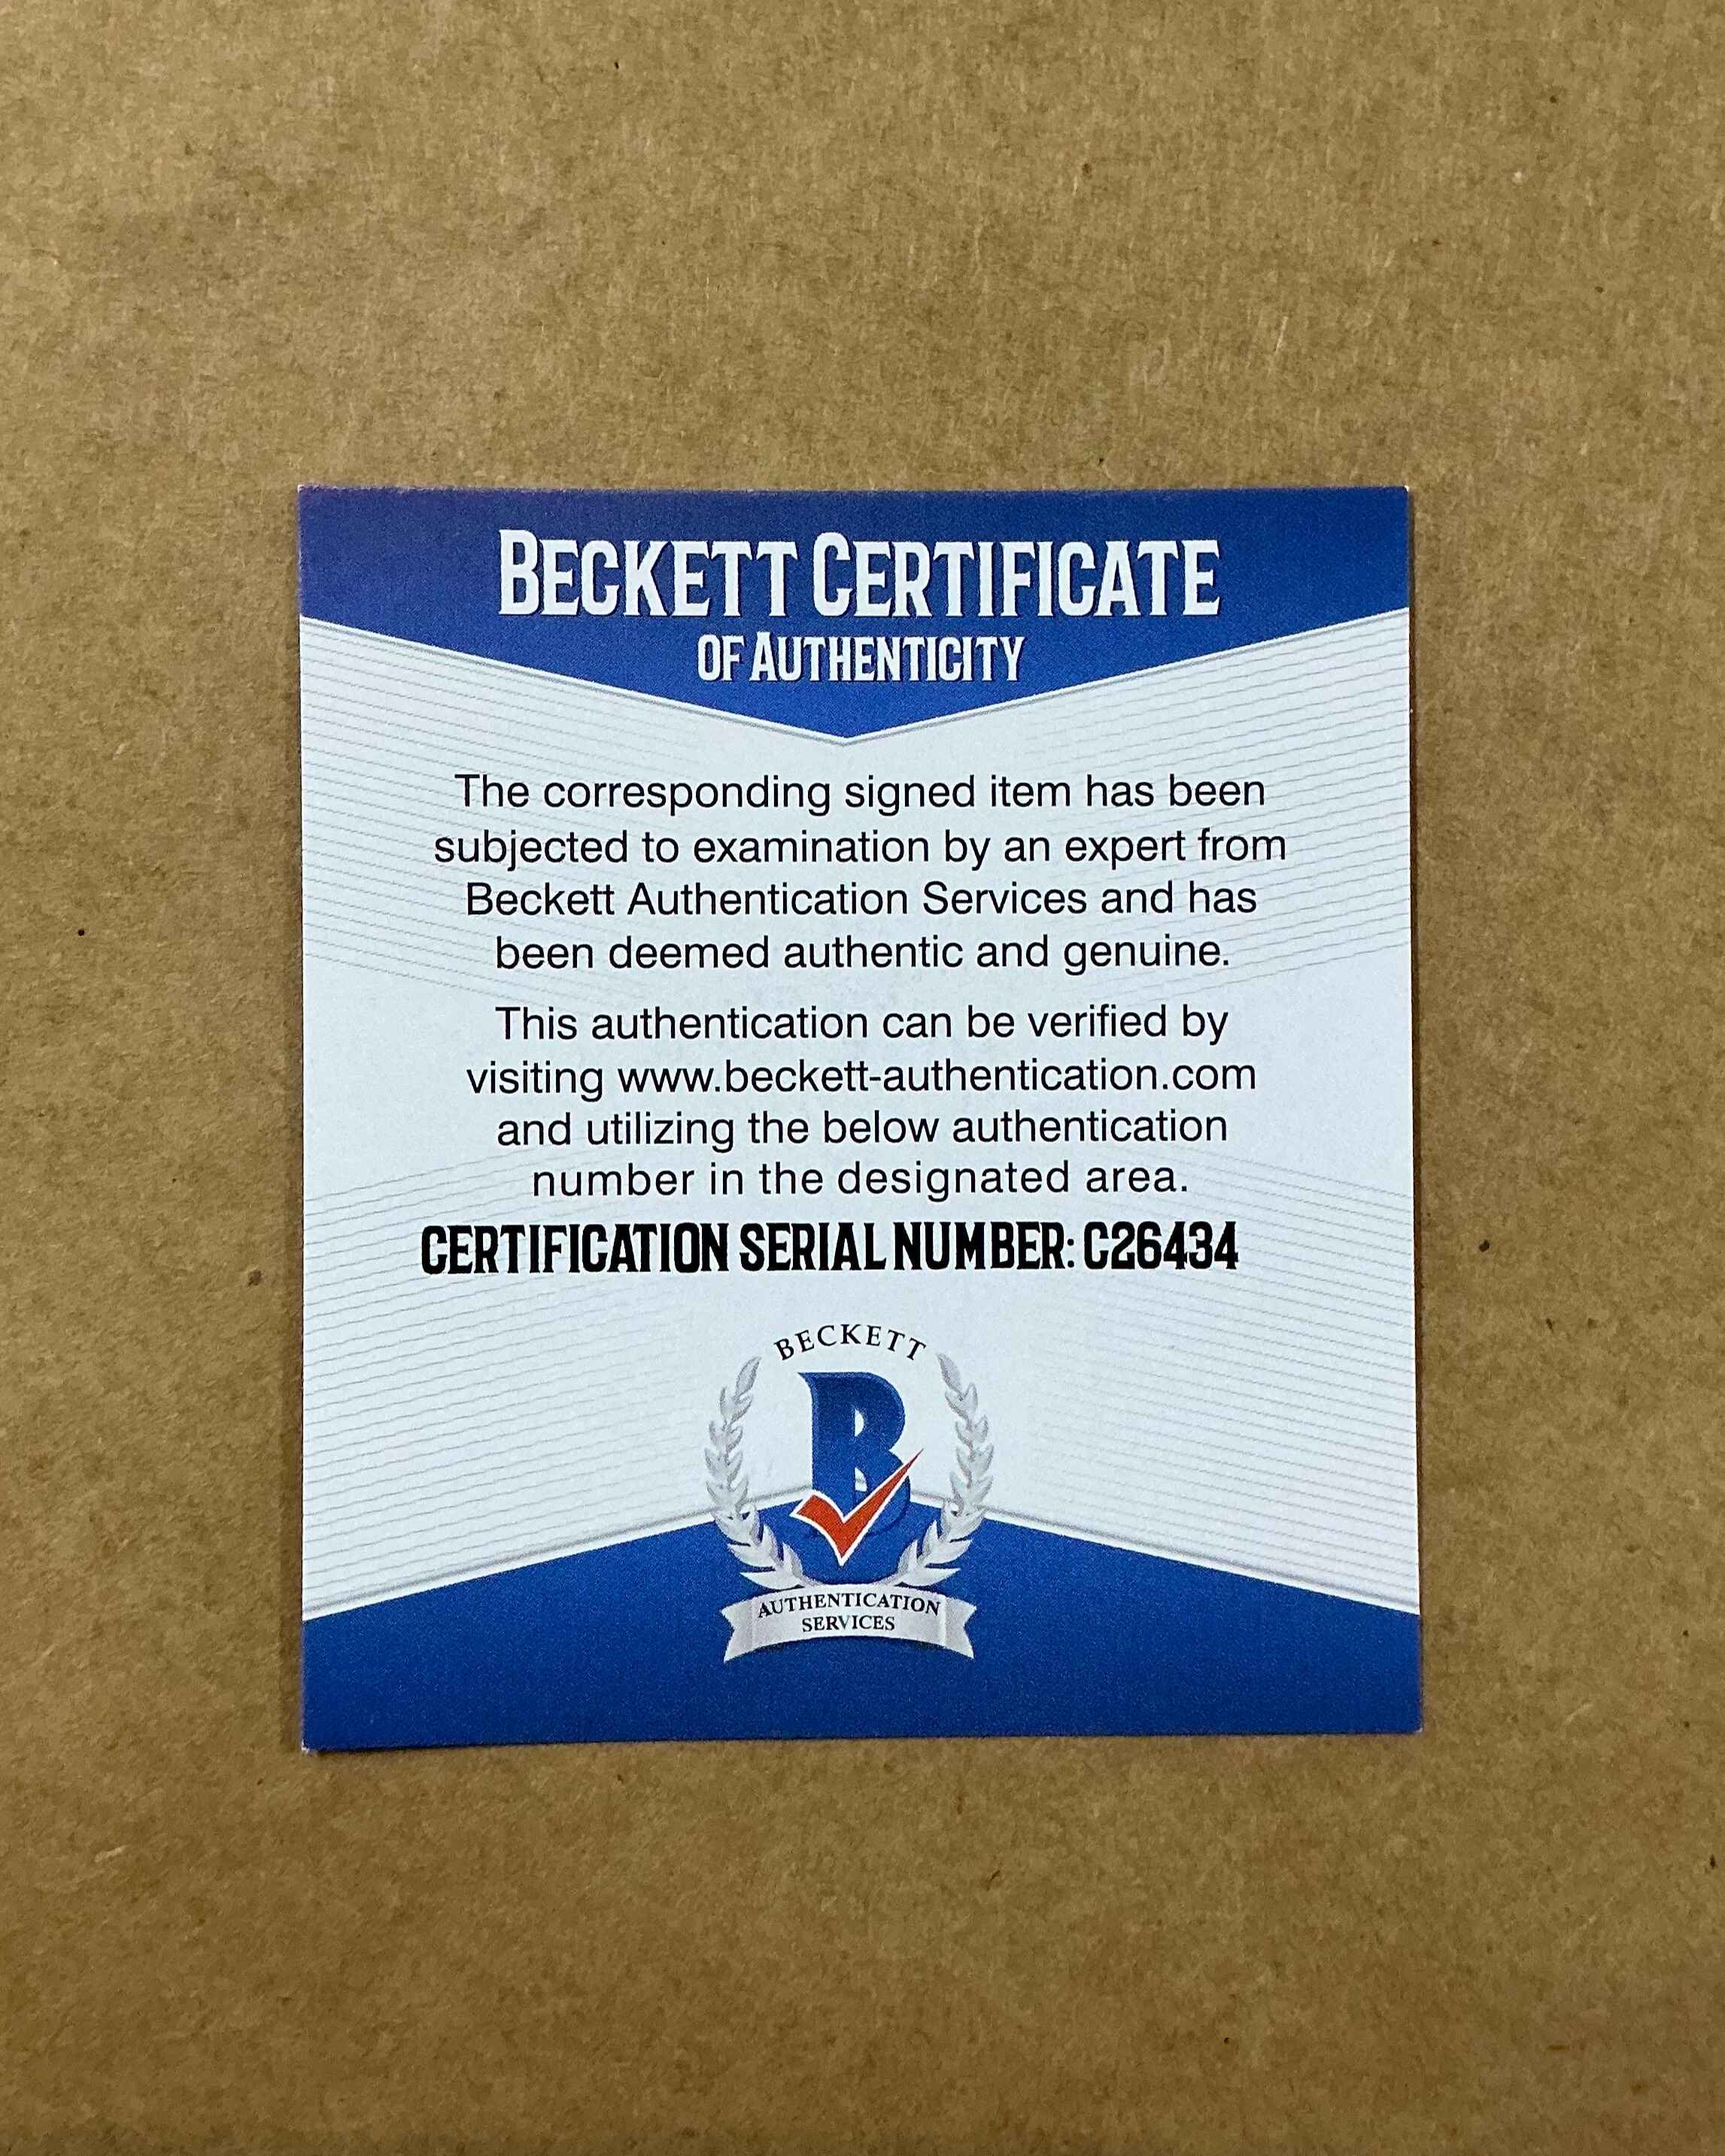 BECKETT CERTIFICATE
OF AUTHENTICITY
The corresponding signed item has been
subjected to examination by an expert from
Beckett Authentication Services and has
been deemed authentic and genuine.
This authentication can be verified by
visiting www.beckett-authentication.com
and utilizing the below authentication
number in the designated area.
CERTIFICATION SERIAL NUMBER: C26434
BECKETT
B
AUTHENTICATION
SERVICES